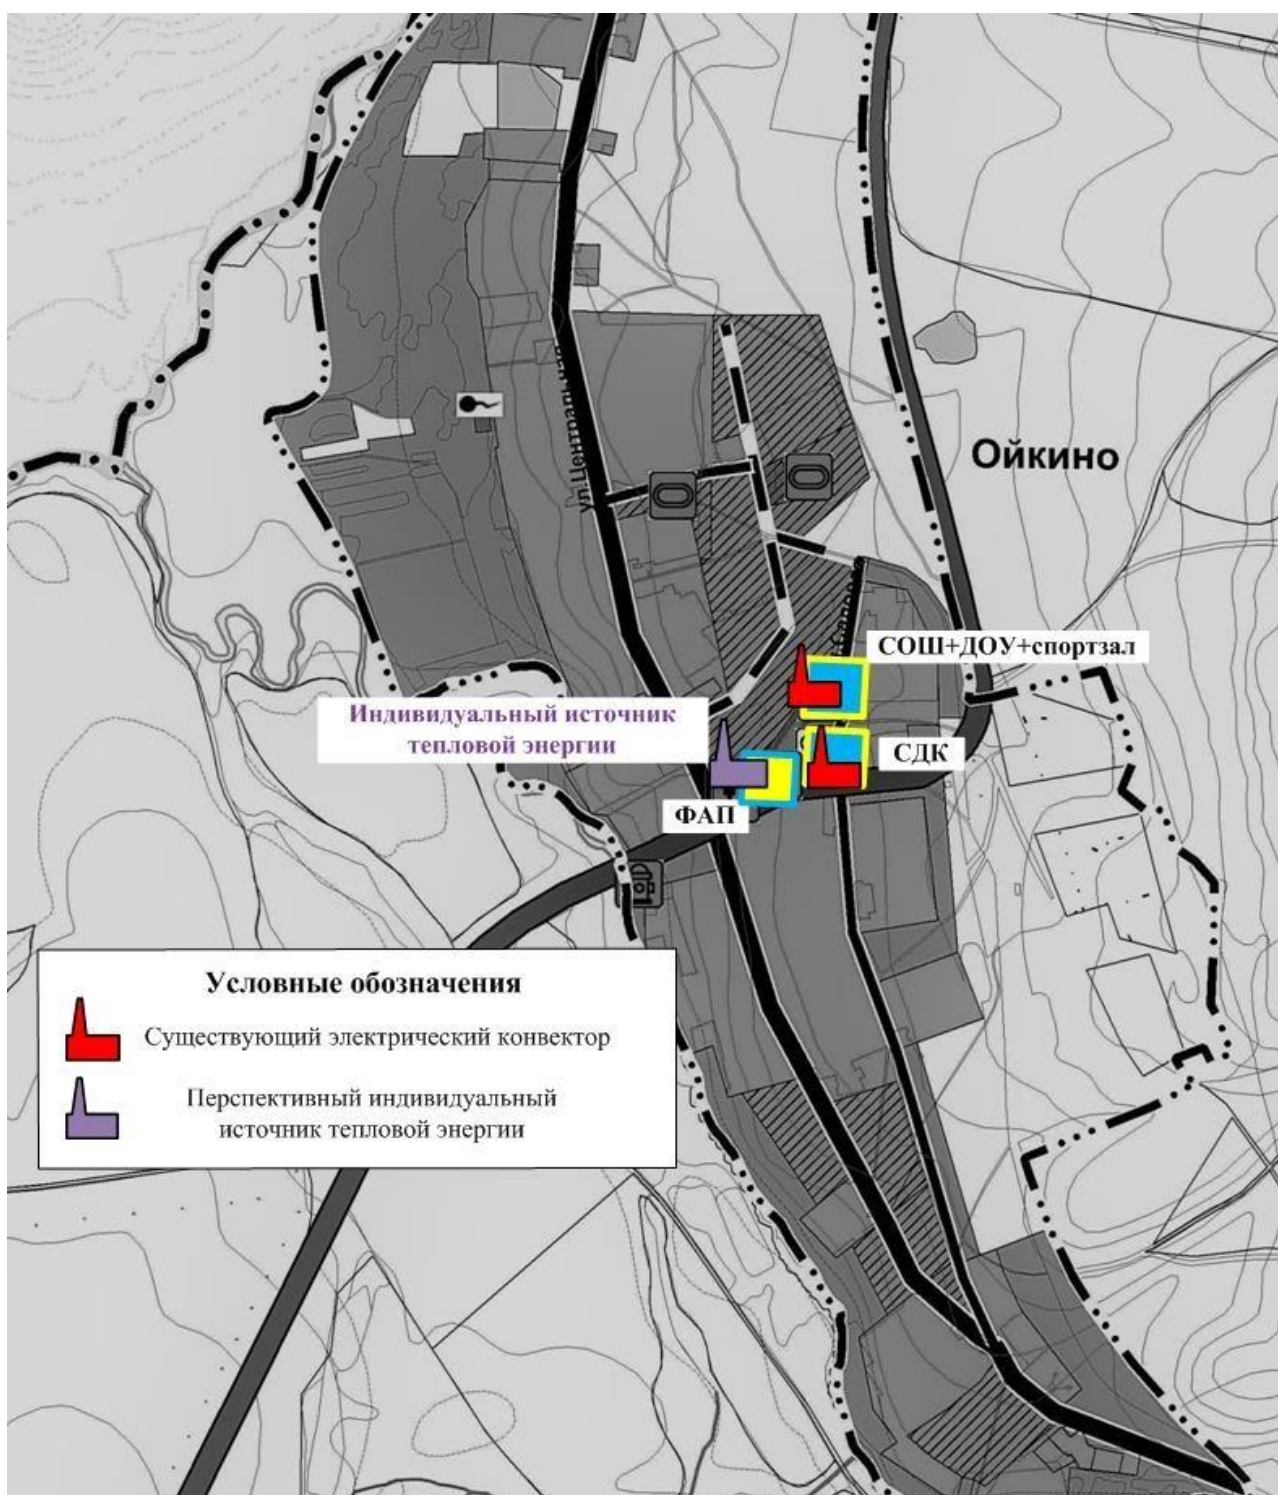 Ойкино
ул.Центральная
СОШ+ДОУ+спортзал
Индивидуальный источник
тепловой энергии
СДК
ФАП
Условные обозначения
Существующий электрический конвектор
Перспективный индивидуальный
источник тепловой энергии